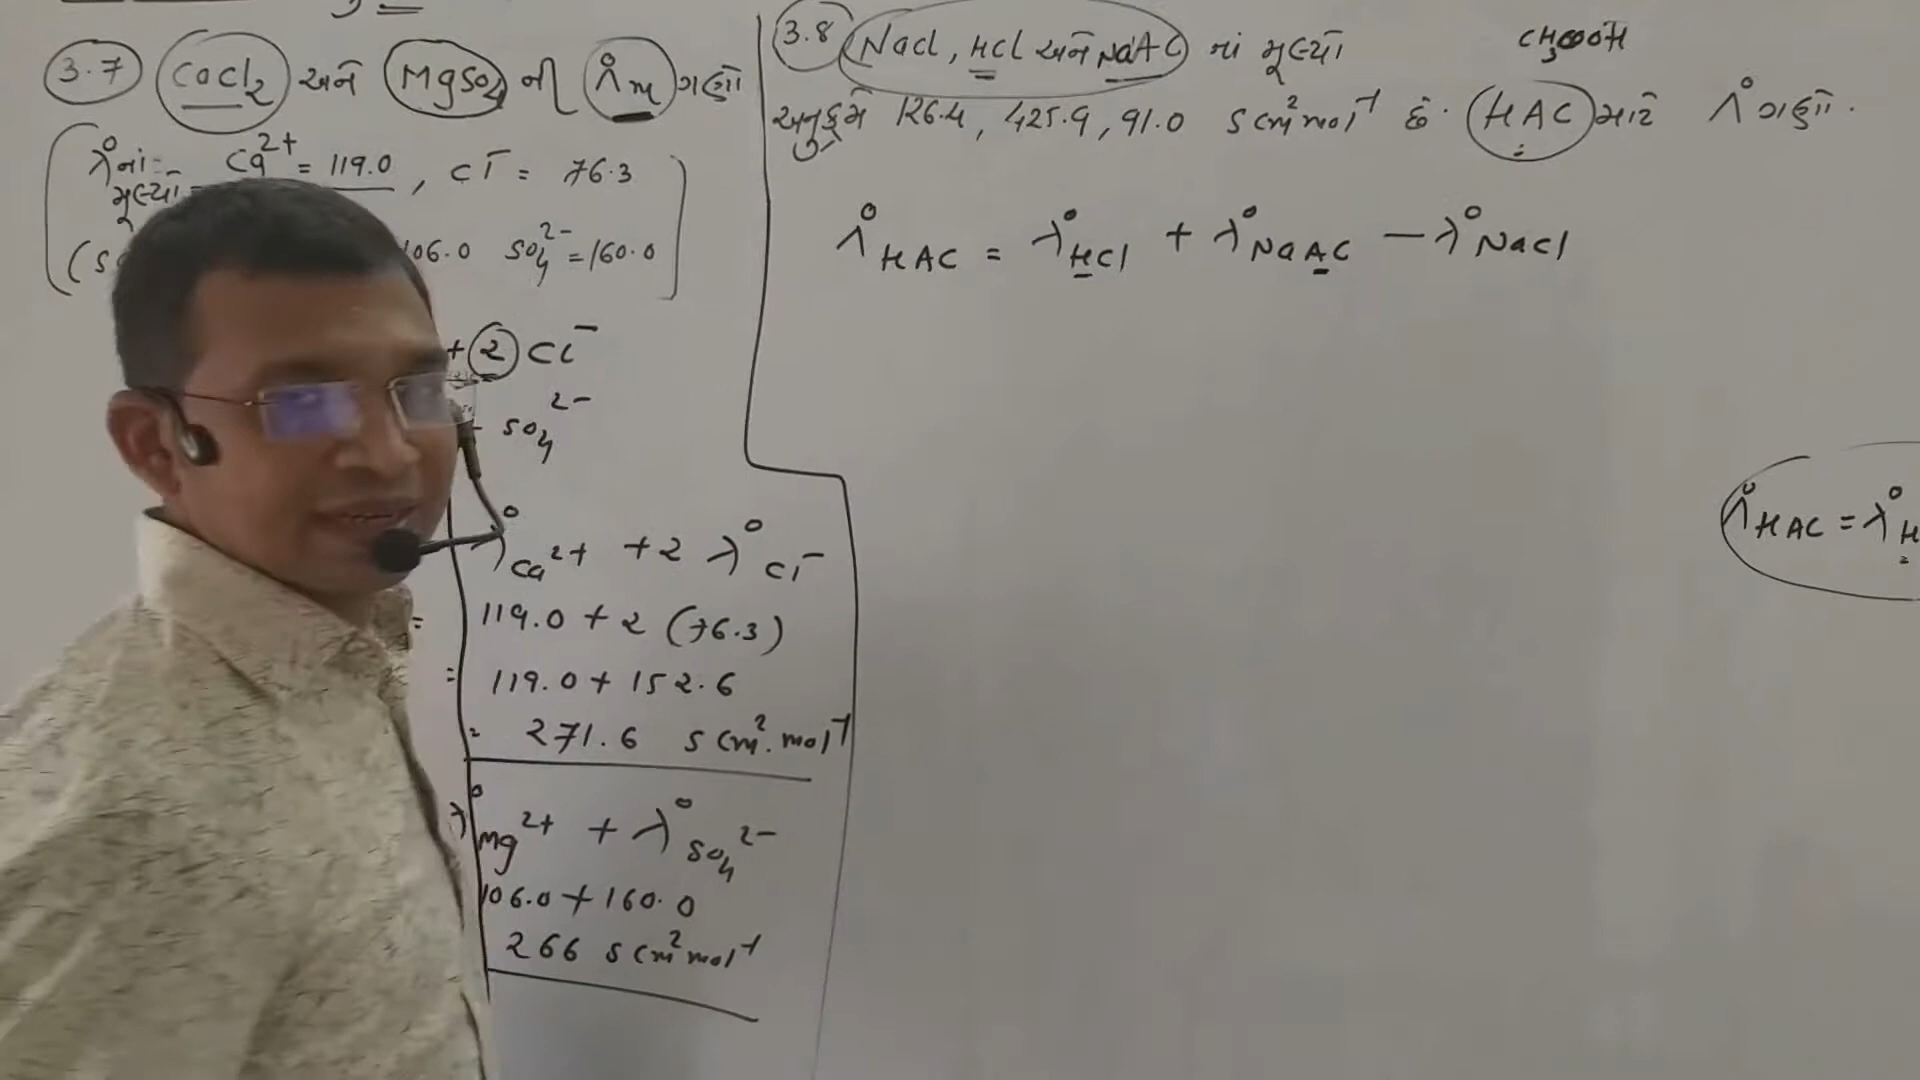 3.7 CaCl2 અને MgSO4 ની Λ°m ગણો
λ°નાં મૂલ્યો Ca2+ = 119.0, Cl- = 76.3
(S 106.0 SO4 2- = 160.0
+ 2 Cl-
+ SO4 2-
λ°Ca2+ + 2 λ°Cl-
= 119.0 + 2 (76.3)
= 119.0 + 152.6
= 271.6 S cm2. mol-1
λ°Mg2+ + λ°SO4 2-
106.0 + 160.0
266 S cm2 mol-1
3.8 NaCl, HCl અને NaAC નાં મૂલ્યો CH3COOH
અનુક્રમે 126.4, 425.9, 91.0 S cm2 mol-1 છે. HAC માટે Λ° ગણો.
λ°HAC = λ°HCl + λ°NaAC - λ°NaCl
λ°HAC = λ°H